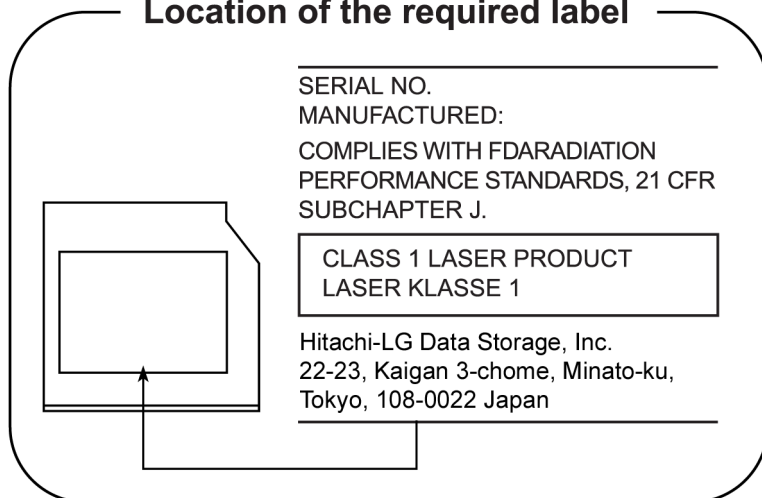 Location of the required label
SERIAL NO.
MANUFACTURED:
COMPLIES WITH FDARADIATION
PERFORMANCE STANDARDS, 21 CFR
SUBCHAPTER J.
CLASS 1 LASER PRODUCT
LASER KLASSE 1
Hitachi-LG Data Storage, Inc.
22-23, Kaigan 3-chome, Minato-ku,
Tokyo, 108-0022 Japan